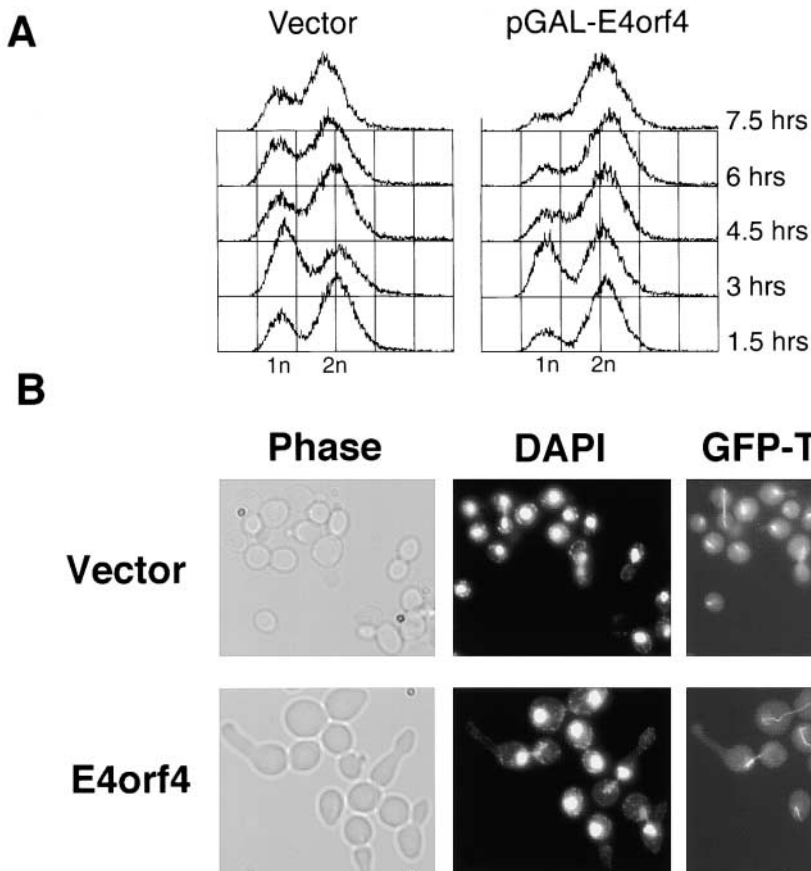 A
Vector pGAL-E4orf4
7.5 hrs
6 hrs
4.5 hrs
3 hrs
1.5 hrs
1n 2n 1n 2n
B
Phase DAPI GFP-T
Vector
E4orf4